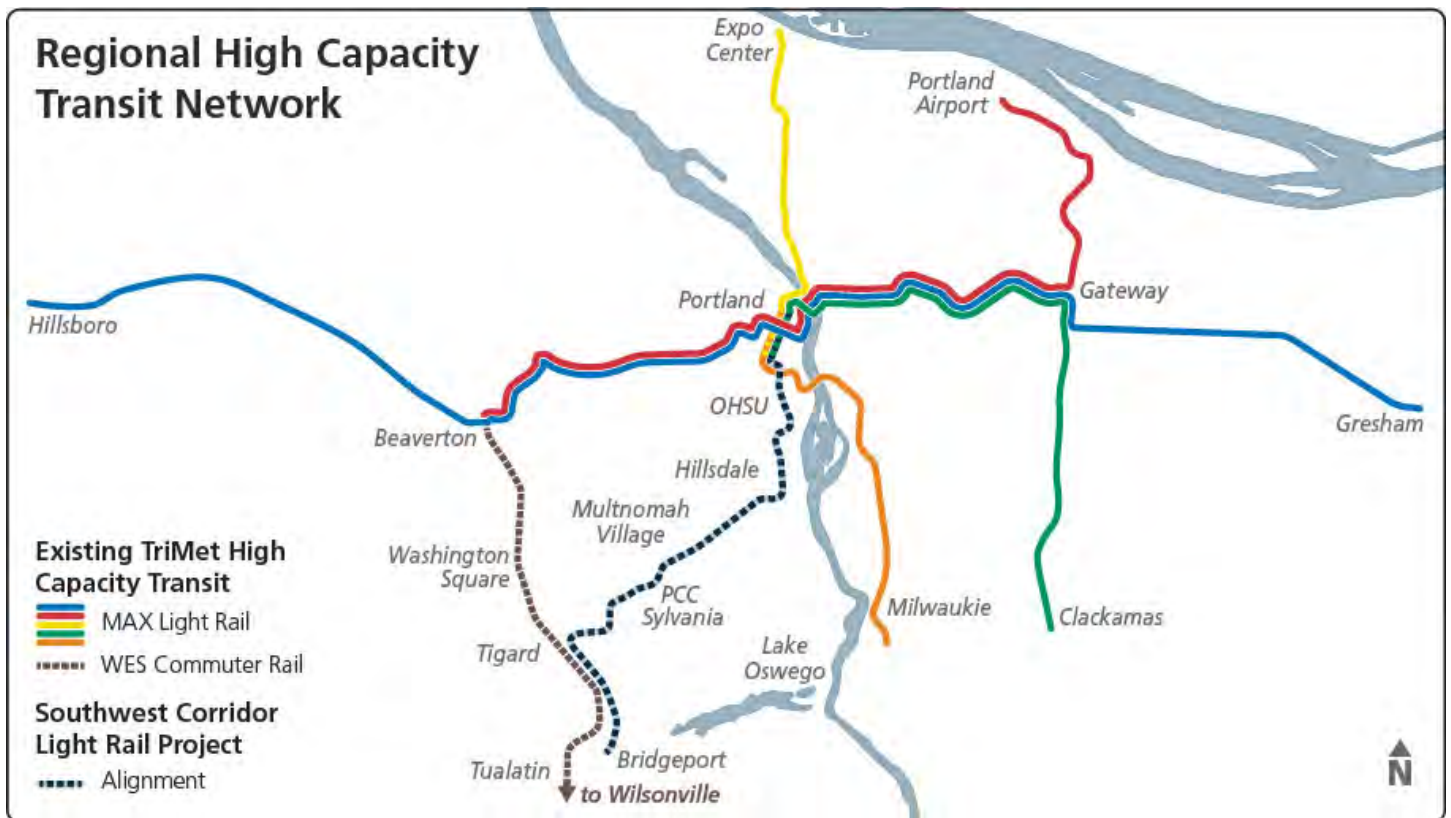 Regional High Capacity
Transit Network
Expo
Center
Portland
Airport
Portland
Gateway
Hillsboro
OHSU
Beaverton
Gresham
Hillsdale
Multnomah
Village
Washington
Square
PCC
Sylvania
Milwaukie
Clackamas
Tigard
Lake
Oswego
Tualatin
Bridgeport
to Wilsonville
Existing TriMet High
Capacity Transit
MAX Light Rail
WES Commuter Rail
Southwest Corridor
Light Rail Project
Alignment
N